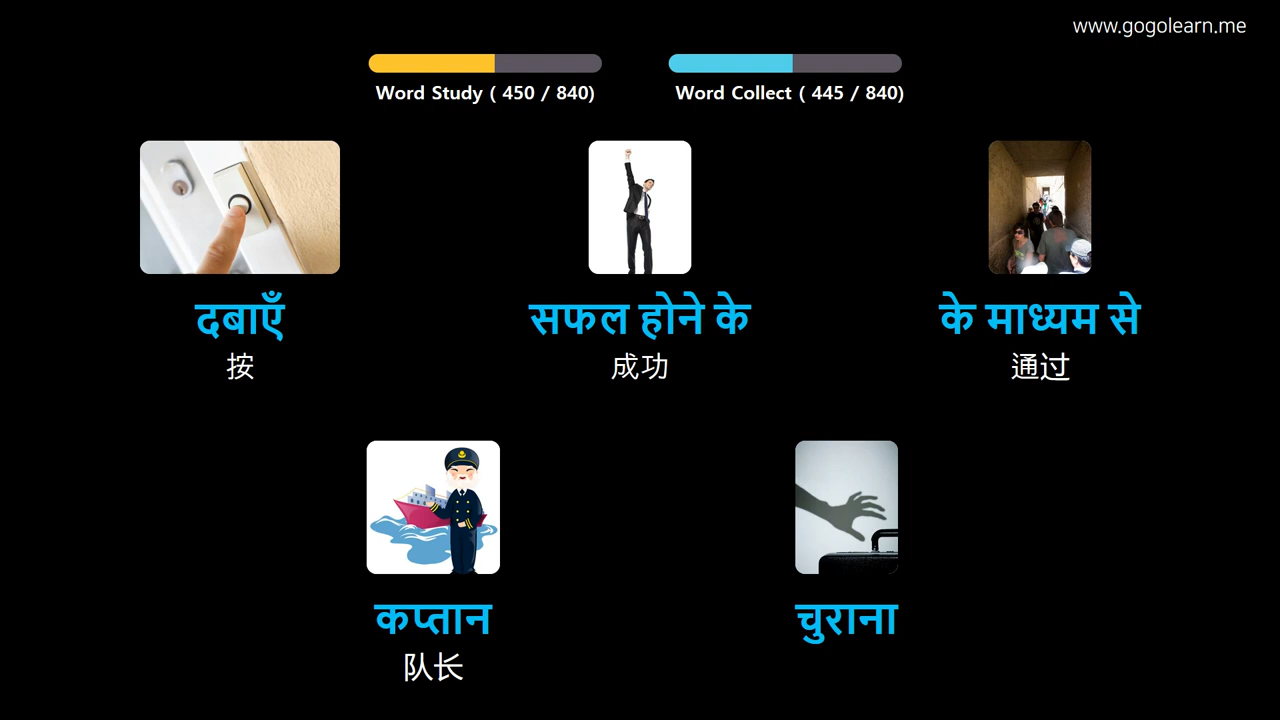 www.gogolearn.me
Word Study ( 450 / 840)
Word Collect ( 445 / 840)
दबाएँ
按
सफल होने के
成功
के माध्यम से
通过
कप्तान
队长
चुराना